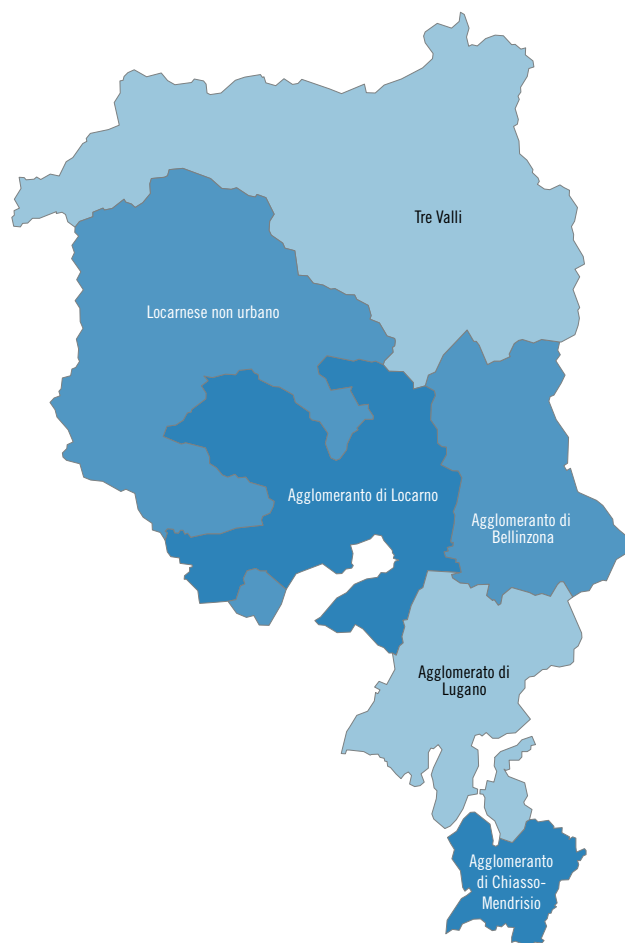 Tre Valli
Locarnese non urbano
Agglomeranto di Locarno
Agglomeranto di
Bellinzona
Agglomerato di
Lugano
Agglomeranto
di Chiasso-
Mendrisio